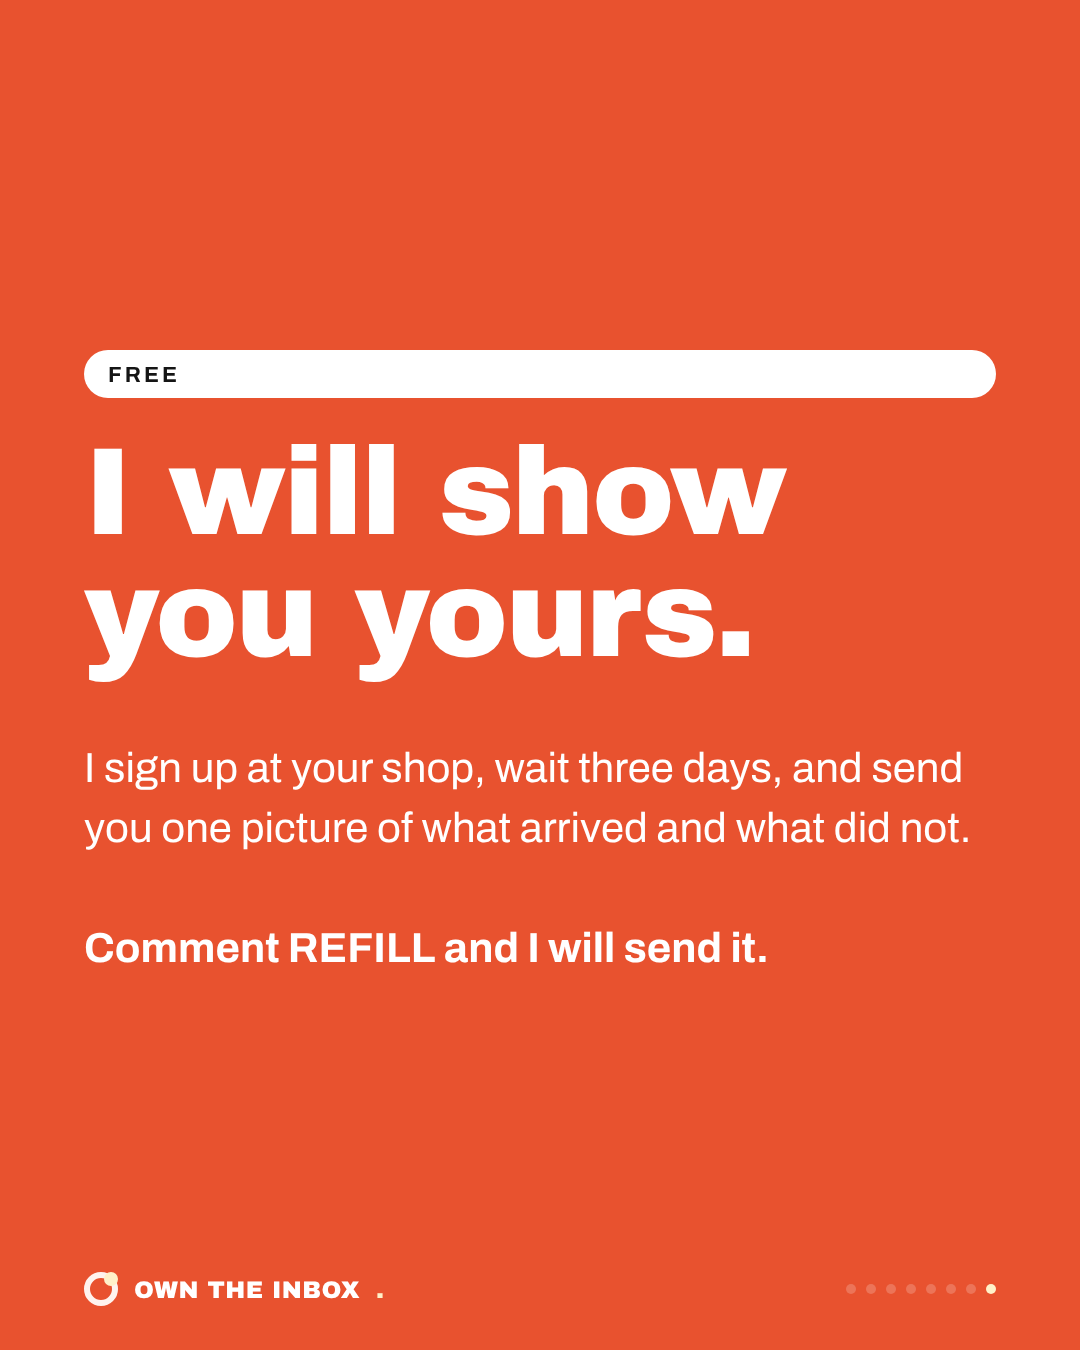 FREE
I will show
you yours.
I sign up at your shop, wait three days, and send
you one picture of what arrived and what did not.
Comment REFILL and I will send it.
OWN THE INBOX .